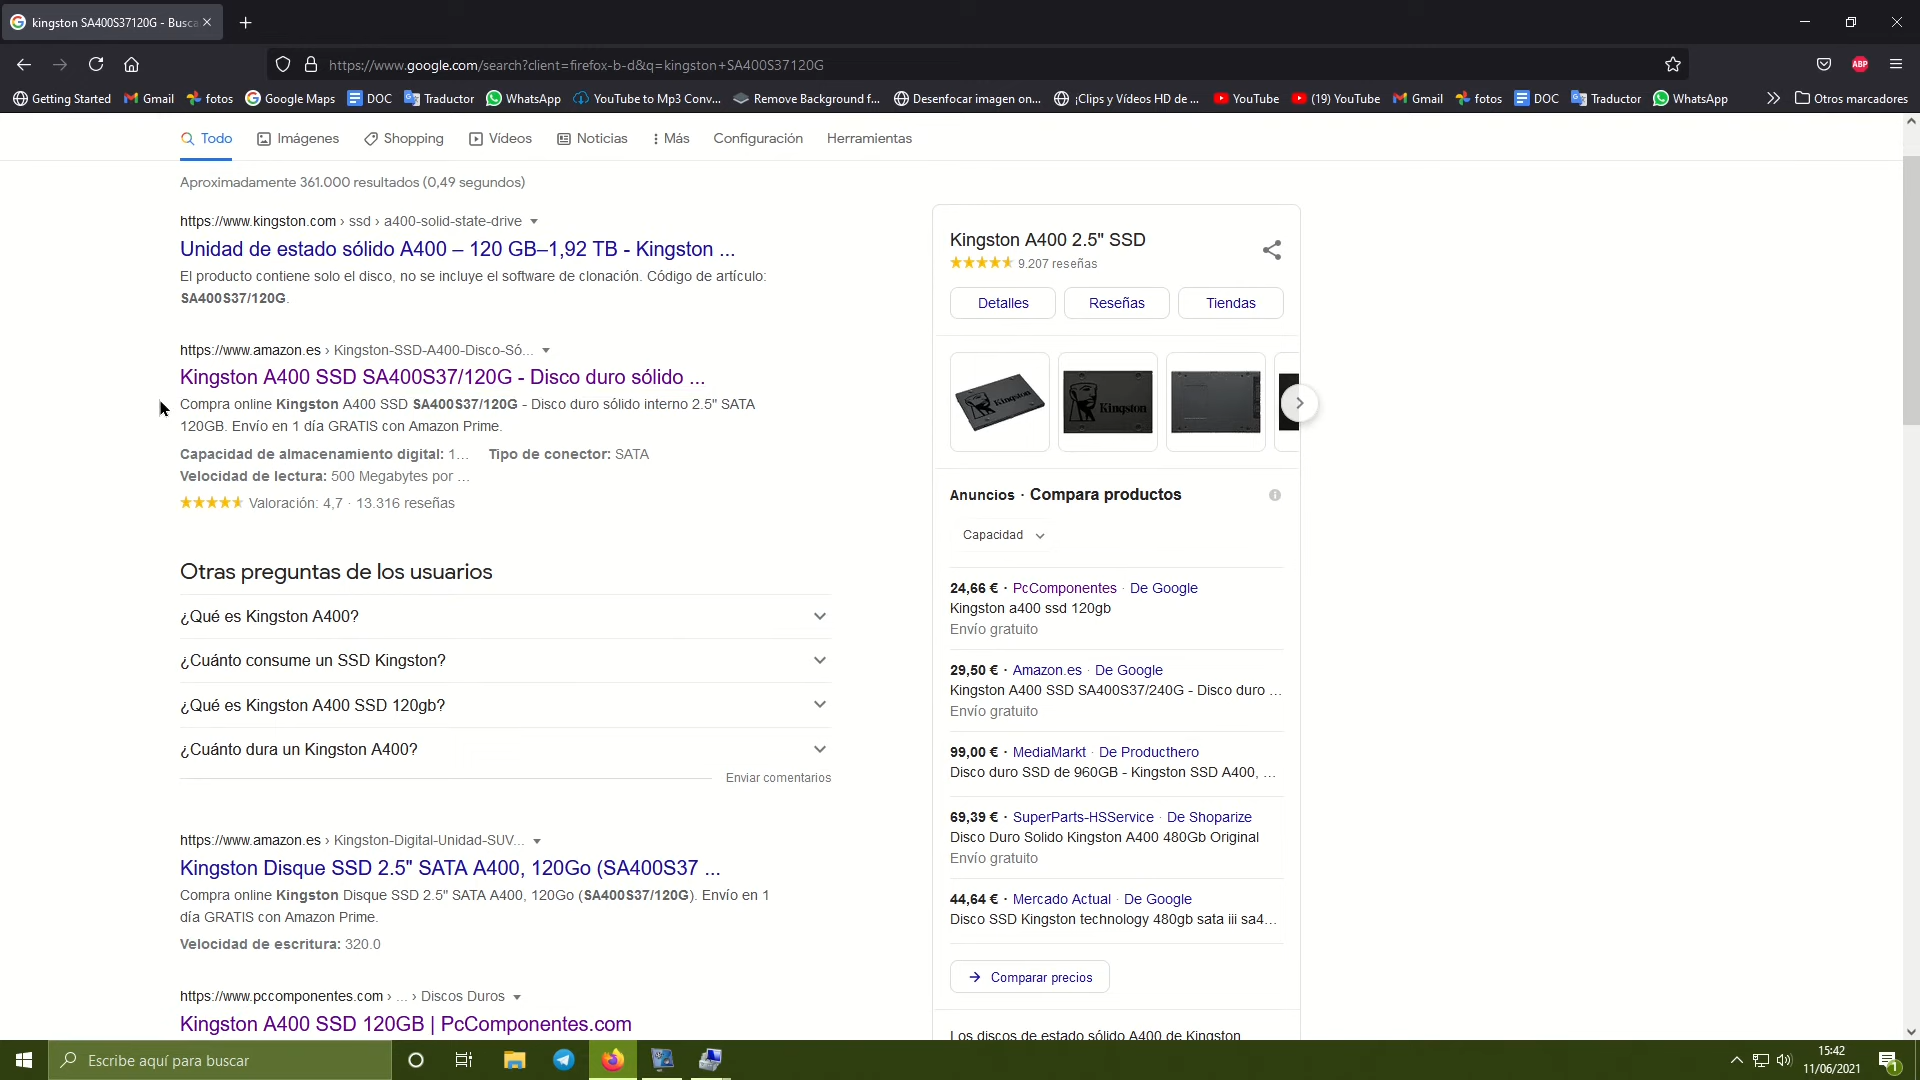 kingston SA400S37120G - Busca
https://www.google.com/search?client=firefox-b-d&q=kingston+SA400S37120G
ABP
Getting Started
Gmail
fotos
Google Maps
DOC
Traductor
WhatsApp
YouTube to Mp3 Conv...
Remove Background f...
Desenfocar imagen on...
¡Clips y Vídeos HD de ...
YouTube
(19) YouTube
Gmail
fotos
DOC
Traductor
WhatsApp
Otros marcadores
Todo
Imágenes
Shopping
Vídeos
Noticias
Más
Configuración
Herramientas
Aproximadamente 361.000 resultados (0,49 segundos)
https://www.kingston.com › ssd › a400-solid-state-drive
Unidad de estado sólido A400 – 120 GB–1,92 TB - Kingston ...
El producto contiene solo el disco, no se incluye el software de clonación. Código de artículo:
SA400S37/120G.
https://www.amazon.es › Kingston-SSD-A400-Disco-Só...
Kingston A400 SSD SA400S37/120G - Disco duro sólido ...
Compra online Kingston A400 SSD SA400S37/120G - Disco duro sólido interno 2.5" SATA
120GB. Envío en 1 día GRATIS con Amazon Prime.
Capacidad de almacenamiento digital: 1... Tipo de conector: SATA
Velocidad de lectura: 500 Megabytes por ...
Valoración: 4,7 · 13.316 reseñas
Otras preguntas de los usuarios
¿Qué es Kingston A400?
¿Cuánto consume un SSD Kingston?
¿Qué es Kingston A400 SSD 120gb?
¿Cuánto dura un Kingston A400?
Enviar comentarios
https://www.amazon.es › Kingston-Digital-Unidad-SUV...
Kingston Disque SSD 2.5" SATA A400, 120Go (SA400S37 ...
Compra online Kingston Disque SSD 2.5" SATA A400, 120Go (SA400S37/120G). Envío en 1
día GRATIS con Amazon Prime.
Velocidad de escritura: 320.0
https://www.pccomponentes.com › ... › Discos Duros
Kingston A400 SSD 120GB | PcComponentes.com
Kingston A400 2.5" SSD
9.207 reseñas
Detalles
Reseñas
Tiendas
Kingston
Anuncios · Compara productos
Capacidad
24,66 € · PcComponentes · De Google
Kingston a400 ssd 120gb
Envío gratuito
29,50 € · Amazon.es · De Google
Kingston A400 SSD SA400S37/240G - Disco duro ...
Envío gratuito
99,00 € · MediaMarkt · De Producthero
Disco duro SSD de 960GB - Kingston SSD A400, ...
69,39 € · SuperParts-HSService · De Shoparize
Disco Duro Solido Kingston A400 480Gb Original
Envío gratuito
44,64 € · Mercado Actual · De Google
Disco SSD Kingston technology 480gb sata iii sa4...
Comparar precios
Los discos de estado sólido A400 de Kingston
Escribe aquí para buscar
15:42
11/06/2021
1